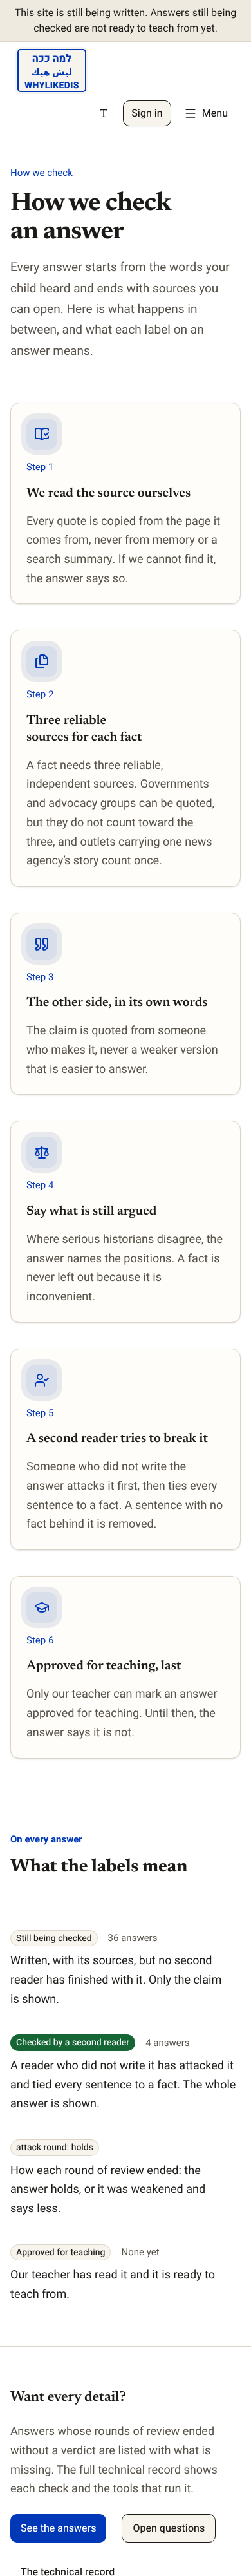 This site is still being written. Answers still being
checked are not ready to teach from yet.
למה ככה
ليش هيك
WHYLIKEDIS
Sign in
Menu
How we check
How we check
an answer
Every answer starts from the words your
child heard and ends with sources you
can open. Here is what happens in
between, and what each label on an
answer means.
Step 1
We read the source ourselves
Every quote is copied from the page it
comes from, never from memory or a
search summary. If we cannot find it,
the answer says so.
Step 2
Three reliable
sources for each fact
A fact needs three reliable,
independent sources. Governments
and advocacy groups can be quoted,
but they do not count toward the
three, and outlets carrying one news
agency’s story count once.
Step 3
The other side, in its own words
The claim is quoted from someone
who makes it, never a weaker version
that is easier to answer.
Step 4
Say what is still argued
Where serious historians disagree, the
answer names the positions. A fact is
never left out because it is
inconvenient.
Step 5
A second reader tries to break it
Someone who did not write the
answer attacks it first, then ties every
sentence to a fact. A sentence with no
fact behind it is removed.
Step 6
Approved for teaching, last
Only our teacher can mark an answer
approved for teaching. Until then, the
answer says it is not.
On every answer
What the labels mean
Still being checked 36 answers
Written, with its sources, but no second
reader has finished with it. Only the claim
is shown.
Checked by a second reader 4 answers
A reader who did not write it has attacked it
and tied every sentence to a fact. The whole
answer is shown.
attack round: holds
How each round of review ended: the
answer holds, or it was weakened and
says less.
Approved for teaching None yet
Our teacher has read it and it is ready to
teach from.
Want every detail?
Answers whose rounds of review ended
without a verdict are listed with what is
missing. The full technical record shows
each check and the tools that run it.
See the answers
Open questions
The technical record